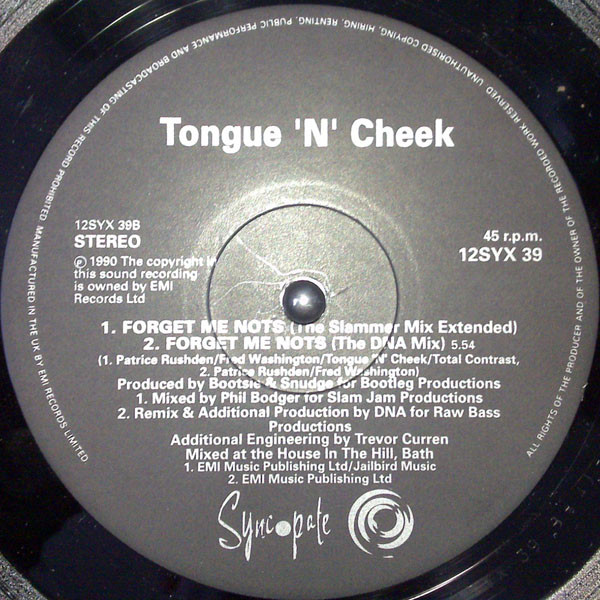 UNAUTHORISED COPYING, HIRING, RENTING, PUBLIC PERFORMANCE AND BROADCASTING OF THIS RECORD PROHIBITED MANUFACTURED IN THE UK BY EMI RECORDS LIMITED
ALL RIGHTS OF THE PRODUCER AND OF THE OWNER OF THE RECORDED WORK RESERVED
Tongue 'N' Cheek
12SYX 39B
STEREO
℗ 1990 The copyright in
this sound recording
is owned by EMI
Records Ltd
45 r.p.m.
12SYX 39
1. FORGET ME NOTS (The Slammer Mix Extended)
2. FORGET ME NOTS (The DNA Mix) 5.54
(1. Patrice Rushden/Fred Washington/Tongue 'N' Cheek/Total Contrast,
2. Patrice Rushden/Fred Washington)
Produced by Bootsie & Snudge for Bootleg Productions
1. Mixed by Phil Bodger for Slam Jam Productions
2. Remix & Additional Production by DNA for Raw Bass
Productions
Additional Engineering by Trevor Curren
Mixed at the House In The Hill, Bath
1. EMI Music Publishing Ltd/Jailbird Music
2. EMI Music Publishing Ltd
Sync●pate